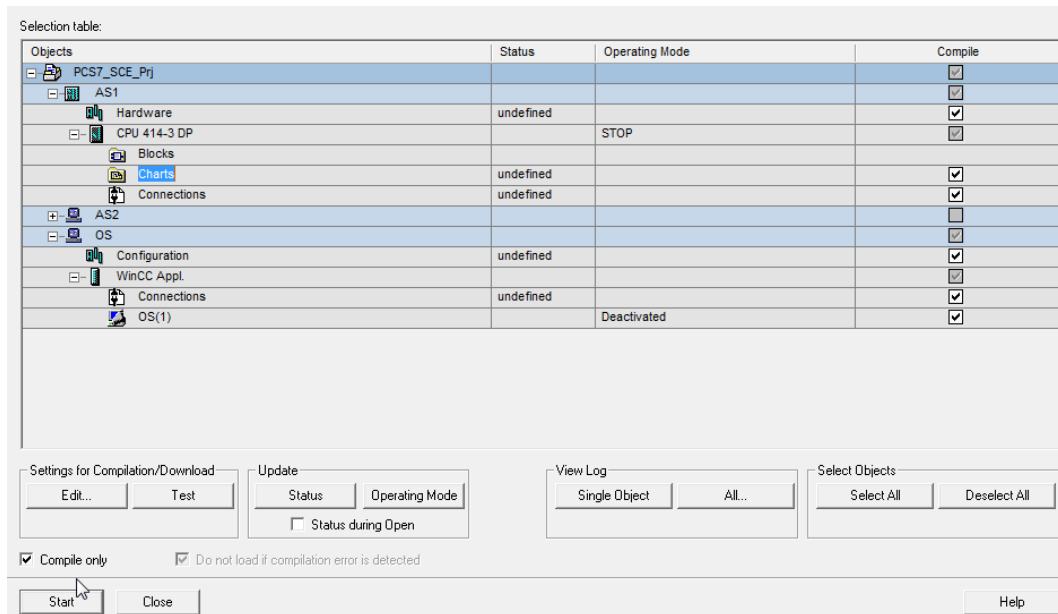 Selection table:
Objects Status Operating Mode Compile
PCS7_SCE_Prj
AS1
Hardware undefined
CPU 414-3 DP STOP
Blocks
Charts undefined
Connections undefined
AS2
OS
Configuration undefined
WinCC Appl.
Connections undefined
OS(1) Deactivated
Settings for Compilation/Download Update View Log Select Objects
Edit... Test Status Operating Mode Single Object All... Select All Deselect All
Status during Open
Compile only Do not load if compilation error is detected
Start Close Help